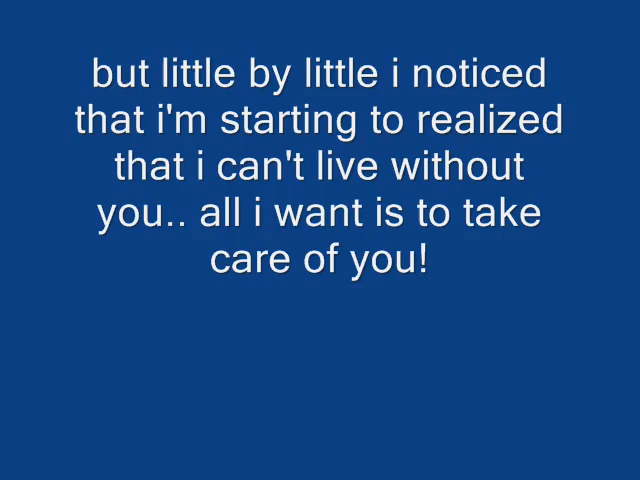 but little by little i noticed
that i'm starting to realized
that i can't live without
you.. all i want is to take
care of you!